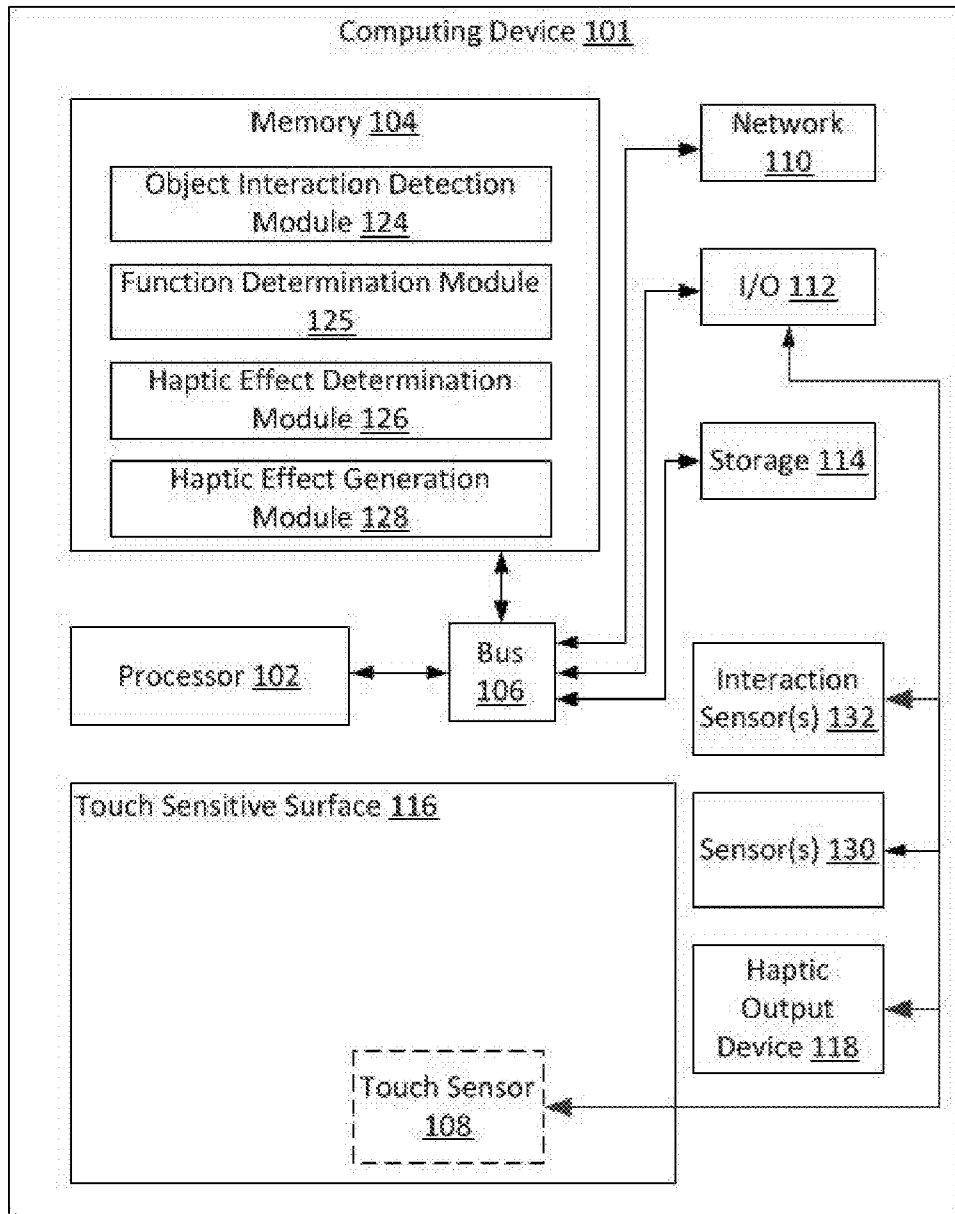 Computing Device 101
Memory 104
Object Interaction Detection
Module 124
Function Determination Module
125
Haptic Effect Determination
Module 126
Haptic Effect Generation
Module 128
Network
110
I/O 112
Storage 114
Processor 102
Bus
106
Interaction
Sensor(s) 132
Touch Sensitive Surface 116
Sensor(s) 130
Haptic
Output
Device 118
Touch Sensor
108